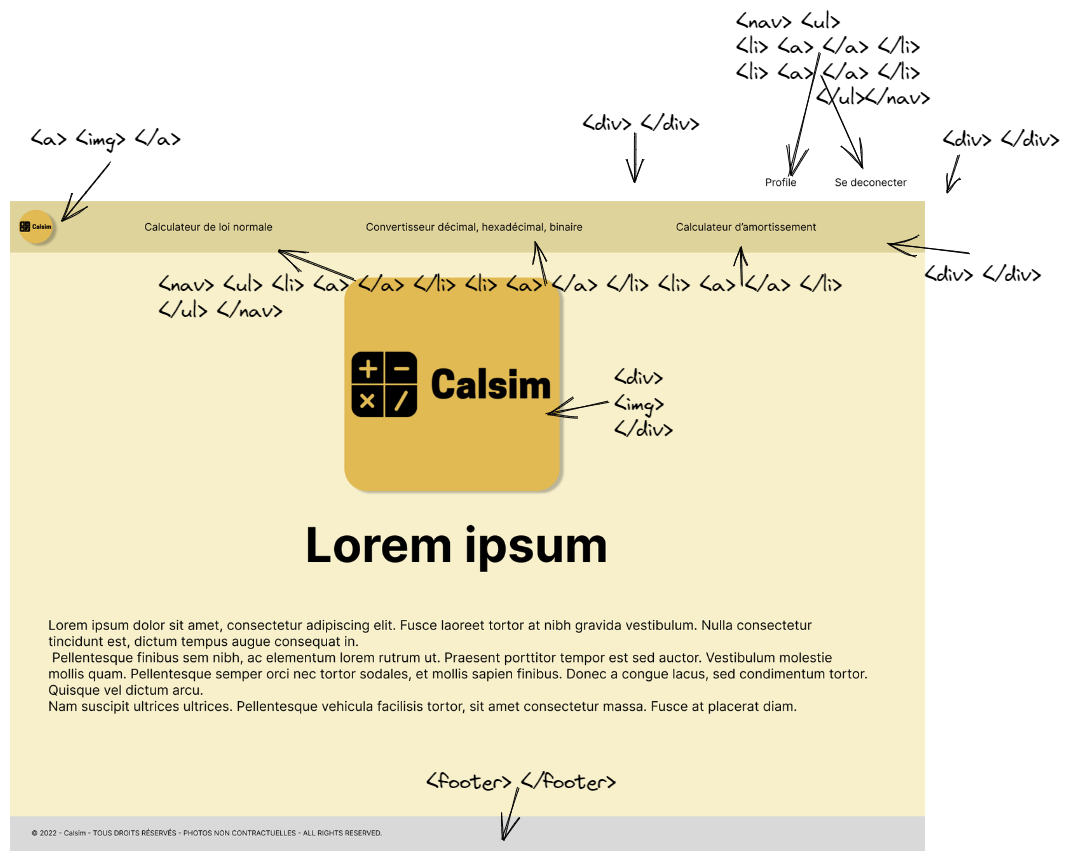 <nav> <ul>
<li> <a> </a> </li>
<li> <a> </a> </li>
</ul></nav>
<div> </div>
<a> <img> </a>
<div> </div>
Profile
Se deconecter
Calsim
Calculateur de loi normale
Convertisseur décimal, hexadécimal, binaire
Calculateur d'amortissement
<div> </div>
<nav> <ul> <li> <a> </a> </li> <li> <a> </a> </li> <li> <a> </a> </li>
</ul> </nav>
Calsim
<div>
<img>
</div>
Lorem ipsum
Lorem ipsum dolor sit amet, consectetur adipiscing elit. Fusce laoreet tortor at nibh gravida vestibulum. Nulla consectetur
tincidunt est, dictum tempus augue consequat in.
Pellentesque finibus sem nibh, ac elementum lorem rutrum ut. Praesent porttitor tempor est sed auctor. Vestibulum molestie
mollis quam. Pellentesque semper orci nec tortor sodales, et mollis sapien finibus. Donec a congue lacus, sed condimentum tortor.
Quisque vel dictum arcu.
Nam suscipit ultrices ultrices. Pellentesque vehicula facilisis tortor, sit amet consectetur massa. Fusce at placerat diam.
<footer> </footer>
© 2022 - Calsim - TOUS DROITS RÉSERVÉS - PHOTOS NON CONTRACTUELLES - ALL RIGHTS RESERVED.